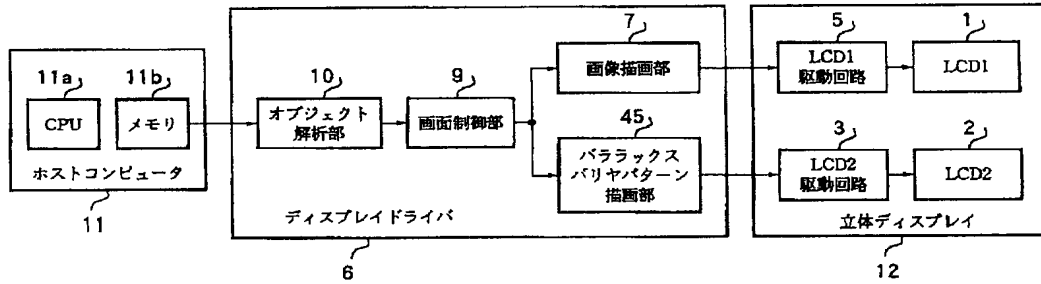 11a
11b
CPU
メモリ
ホストコンピュータ
11
10
オブジェクト
解析部
9
画面制御部
7
画像描画部
45
パララックス
バリヤパターン
描画部
ディスプレイドライバ
6
5
LCD1
駆動回路
1
LCD1
3
LCD2
駆動回路
2
LCD2
立体ディスプレイ
12